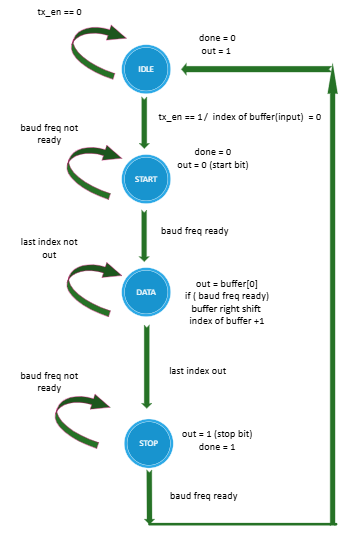 tx_en == 0
done = 0
out = 1
IDLE
tx_en == 1/ index of buffer(input) = 0
baud freq not
ready
done = 0
out = 0 (start bit)
START
baud freq ready
last index not
out
out = buffer[0]
if ( baud freq ready)
buffer right shift
index of buffer +1
DATA
last index out
baud freq not
ready
out = 1 (stop bit)
done = 1
STOP
baud freq ready